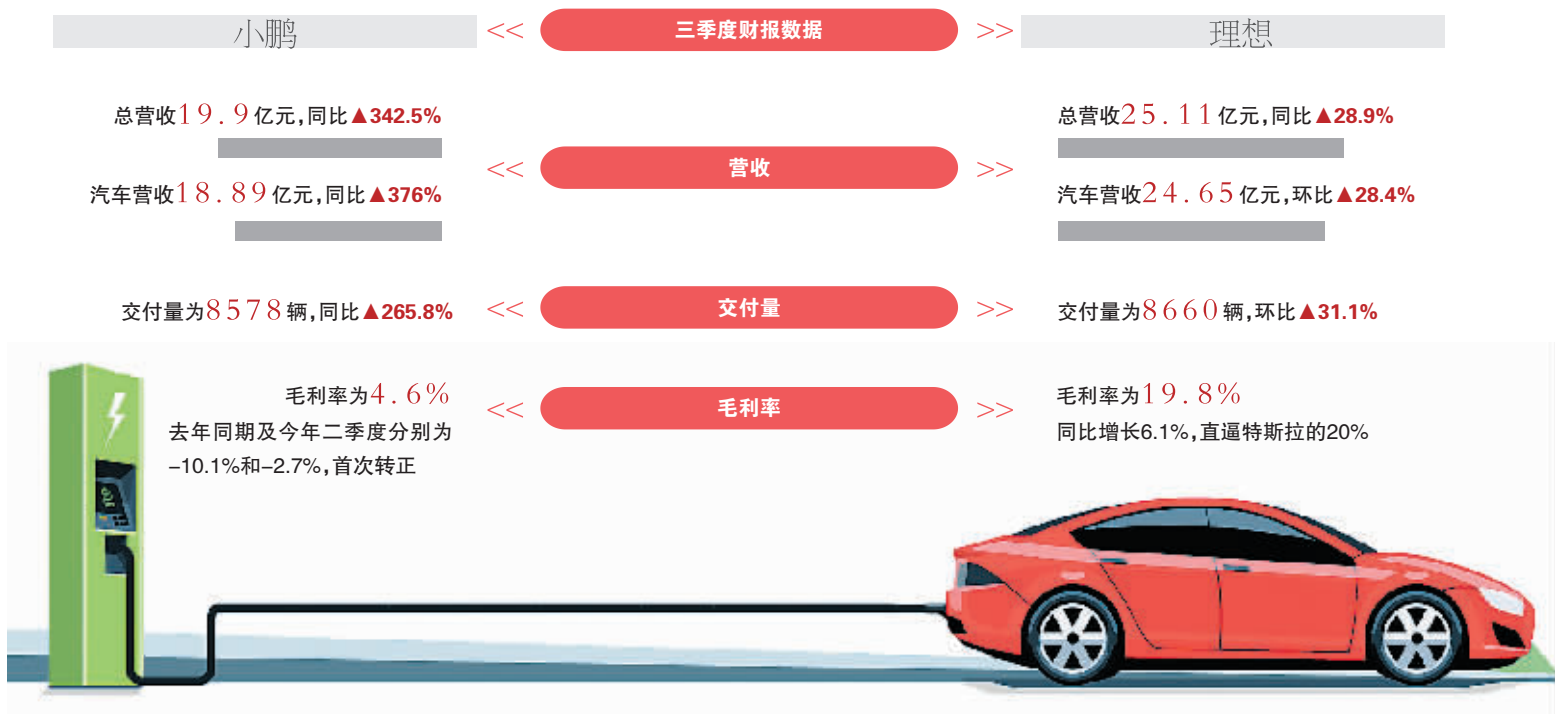 小鹏 << 三季度财报数据 >> 理想
总营收19.9亿元,同比▲342.5%
汽车营收18.89亿元,同比▲376%
<< 营收 >>
总营收25.11亿元,同比▲28.9%
汽车营收24.65亿元,环比▲28.4%
交付量为8578辆,同比▲265.8% << 交付量 >> 交付量为8660辆,环比▲31.1%
毛利率为4.6%
去年同期及今年二季度分别为
–10.1%和–2.7%,首次转正
<< 毛利率 >>
毛利率为19.8%
同比增长6.1%,直逼特斯拉的20%